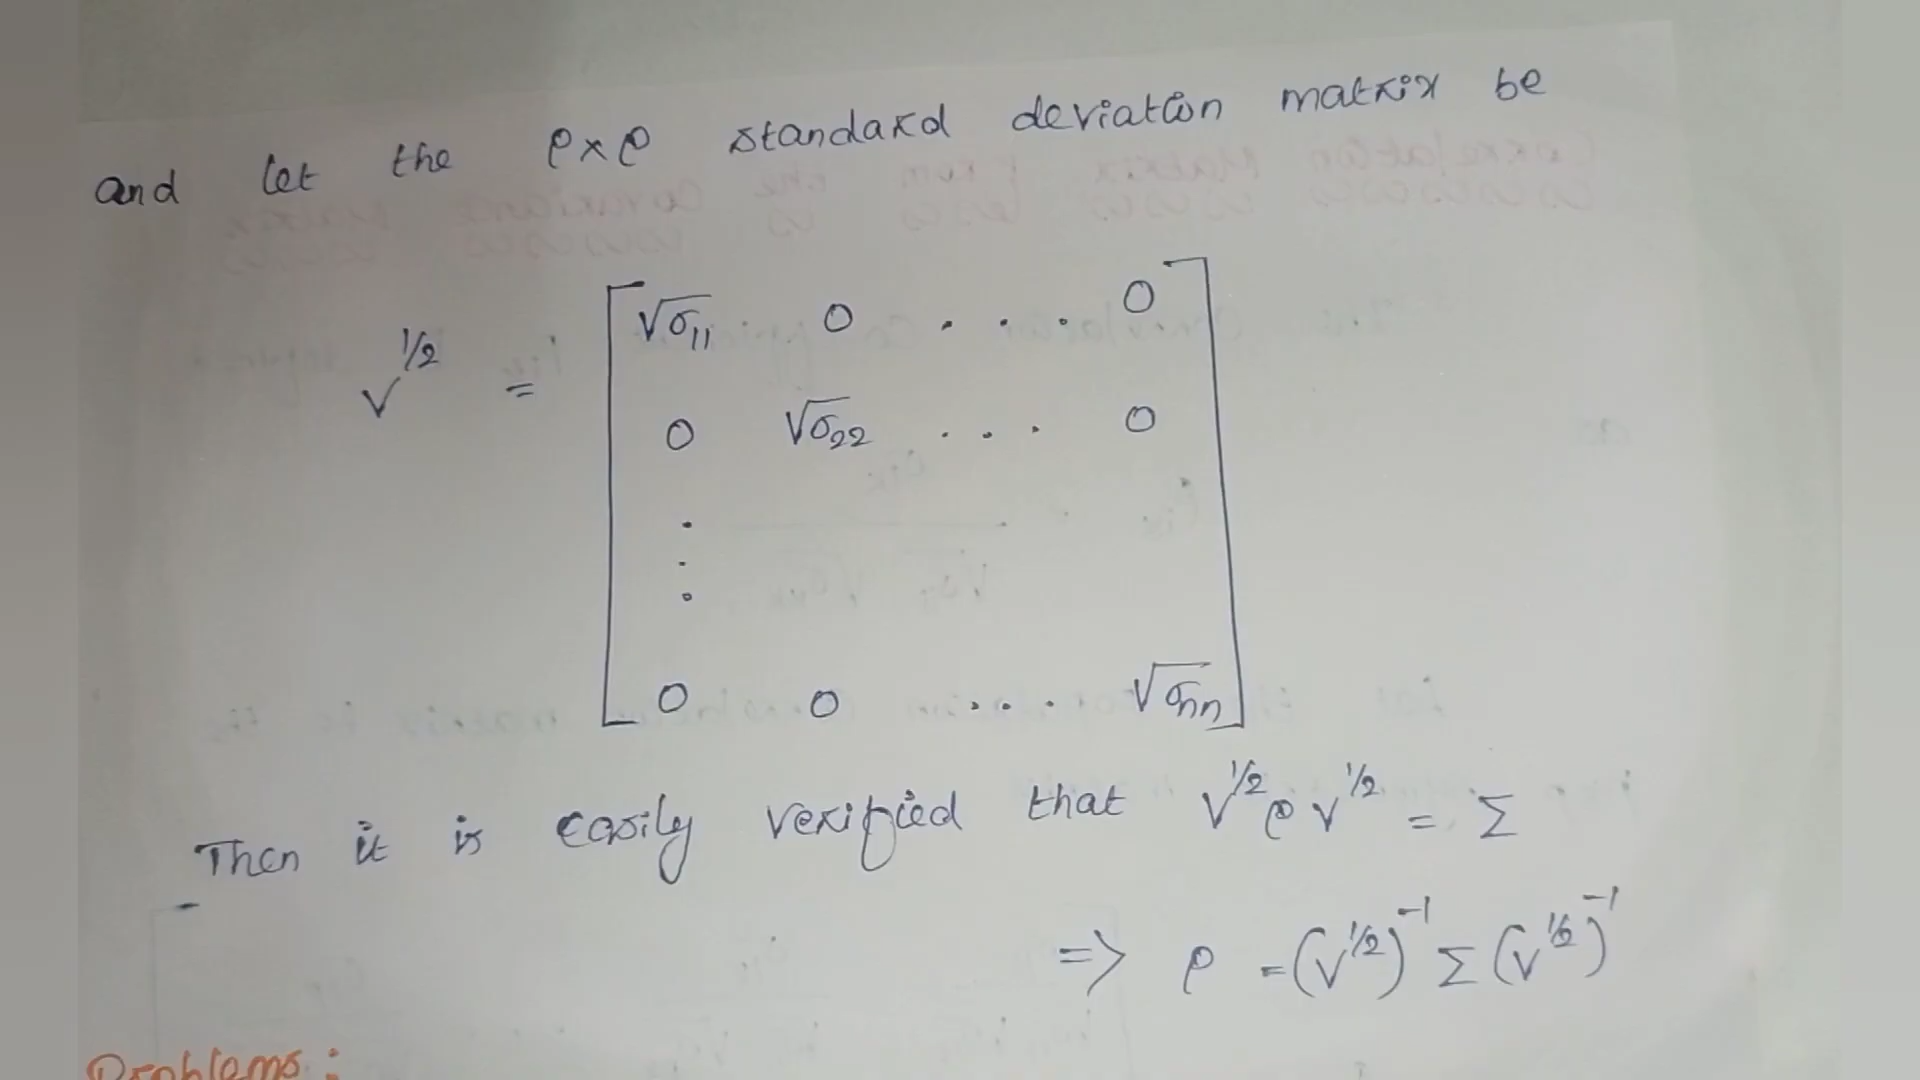 and let the ρ×ρ standard deviation matrix be
V^1/2 = [ √σ11 0 . . . 0
0 √σ22 . . . 0
.
.
.
0 0 . . . √σnn ]
Then it is easily verified that V^1/2 ρ V^1/2 = Σ
=> ρ = (V^1/2)^-1 Σ (V^1/2)^-1
Problems :